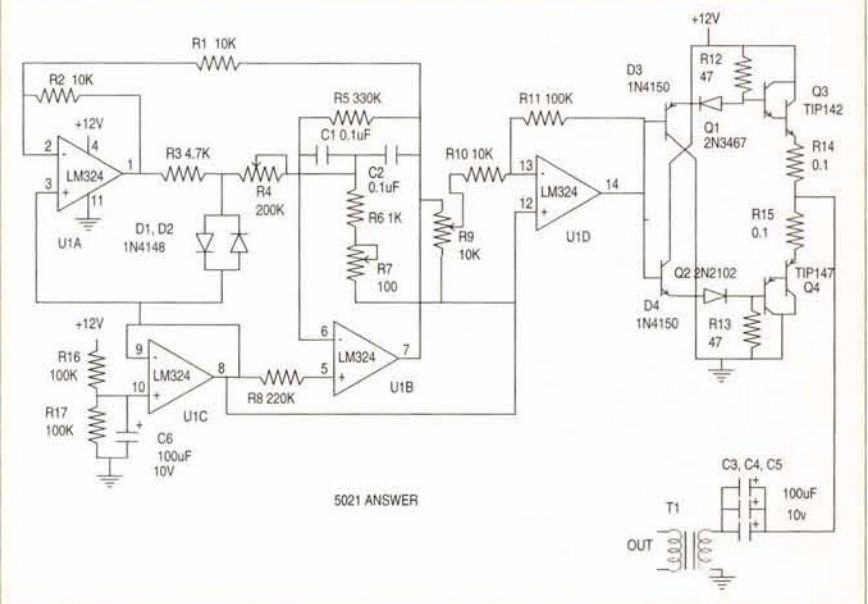 R1 10K
R2 10K
+12V
4
2
-
LM324
1
3
+
11
U1A
R3 4.7K
R4
200K
D1, D2
1N4148
R5 330K
C1 0.1uF
C2
0.1uF
R6 1K
R7
100
R9
10K
R10 10K
R11 100K
13
-
LM324
14
12
+
U1D
+12V
R12
47
D3
1N4150
Q1
2N3467
Q3
TIP142
R14
0.1
R15
0.1
Q2 2N2102
TIP147
Q4
D4
1N4150
R13
47
+12V
R16
100K
R17
100K
9
-
LM324
8
10
+
U1C
+
C6
100uF
10V
R8 220K
6
-
LM324
7
5
+
U1B
5021 ANSWER
C3, C4, C5
+
+
+
100uF
10v
T1
OUT